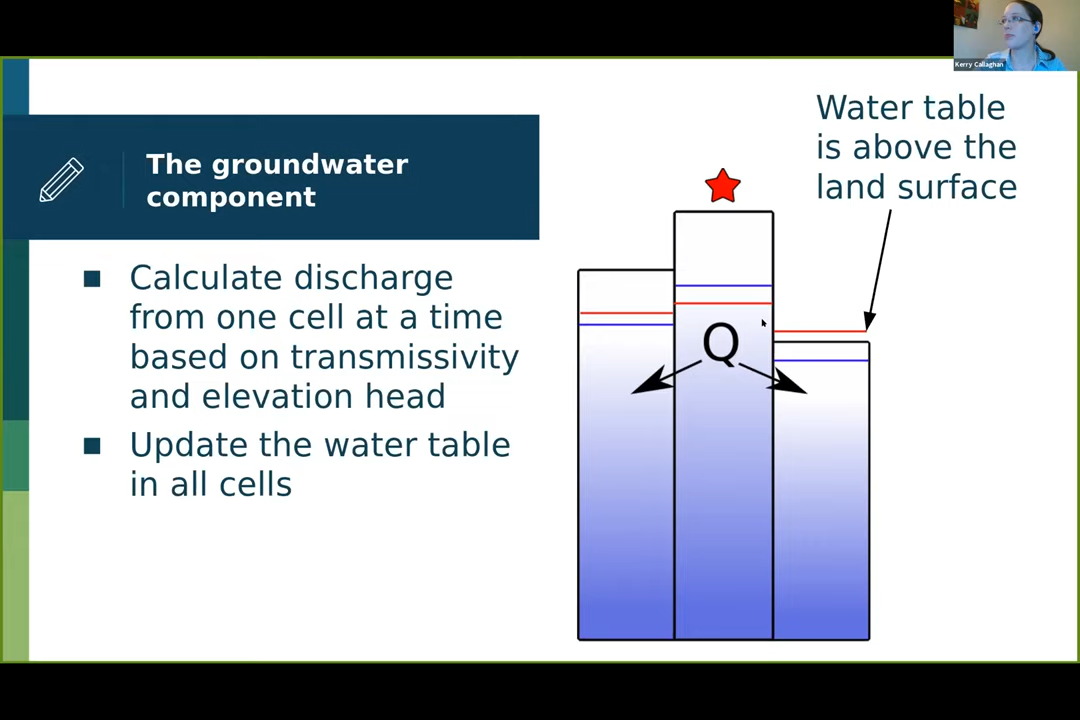 Kerry Callaghan
The groundwater
component
Calculate discharge
from one cell at a time
based on transmissivity
and elevation head
Update the water table
in all cells
Water table
is above the
land surface
Q